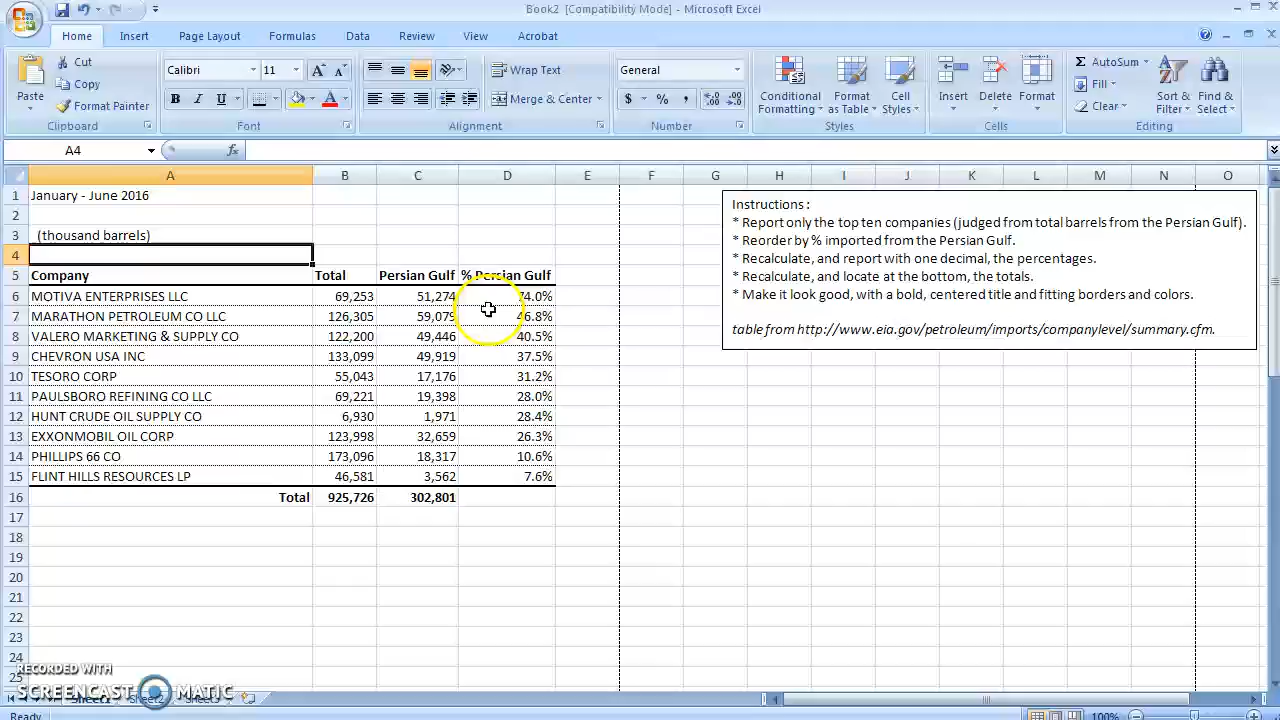 Book2 [Compatibility Mode] - Microsoft Excel
Home Insert Page Layout Formulas Data Review View Acrobat
Paste
Cut
Copy
Format Painter
Clipboard
Calibri 11
B I U A
Font
Wrap Text
Merge & Center
Alignment
General
$ % ,
Number
Conditional Formatting
Format as Table
Cell Styles
Styles
Insert Delete Format
Cells
AutoSum
Fill
Clear
Sort & Filter
Find & Select
Editing
A4 fx
A B C D E F G H I J K L M N O
1 January - June 2016
2
3 (thousand barrels)
4
5 Company Total Persian Gulf % Persian Gulf
6 MOTIVA ENTERPRISES LLC 69,253 51,274 74.0%
7 MARATHON PETROLEUM CO LLC 126,305 59,079 46.8%
8 VALERO MARKETING & SUPPLY CO 122,200 49,446 40.5%
9 CHEVRON USA INC 133,099 49,919 37.5%
10 TESORO CORP 55,043 17,176 31.2%
11 PAULSBORO REFINING CO LLC 69,221 19,398 28.0%
12 HUNT CRUDE OIL SUPPLY CO 6,930 1,971 28.4%
13 EXXONMOBIL OIL CORP 123,998 32,659 26.3%
14 PHILLIPS 66 CO 173,096 18,317 10.6%
15 FLINT HILLS RESOURCES LP 46,581 3,562 7.6%
16 Total 925,726 302,801
17
18
19
20
21
22
23
24
25
Instructions :
* Report only the top ten companies (judged from total barrels from the Persian Gulf).
* Reorder by % imported from the Persian Gulf.
* Recalculate, and report with one decimal, the percentages.
* Recalculate, and locate at the bottom, the totals.
* Make it look good, with a bold, centered title and fitting borders and colors.
table from http://www.eia.gov/petroleum/imports/companylevel/summary.cfm.
RECORDED WITH
SCREENCAST MATIC
Sheet1 Sheet2 Sheet3
Ready 100%